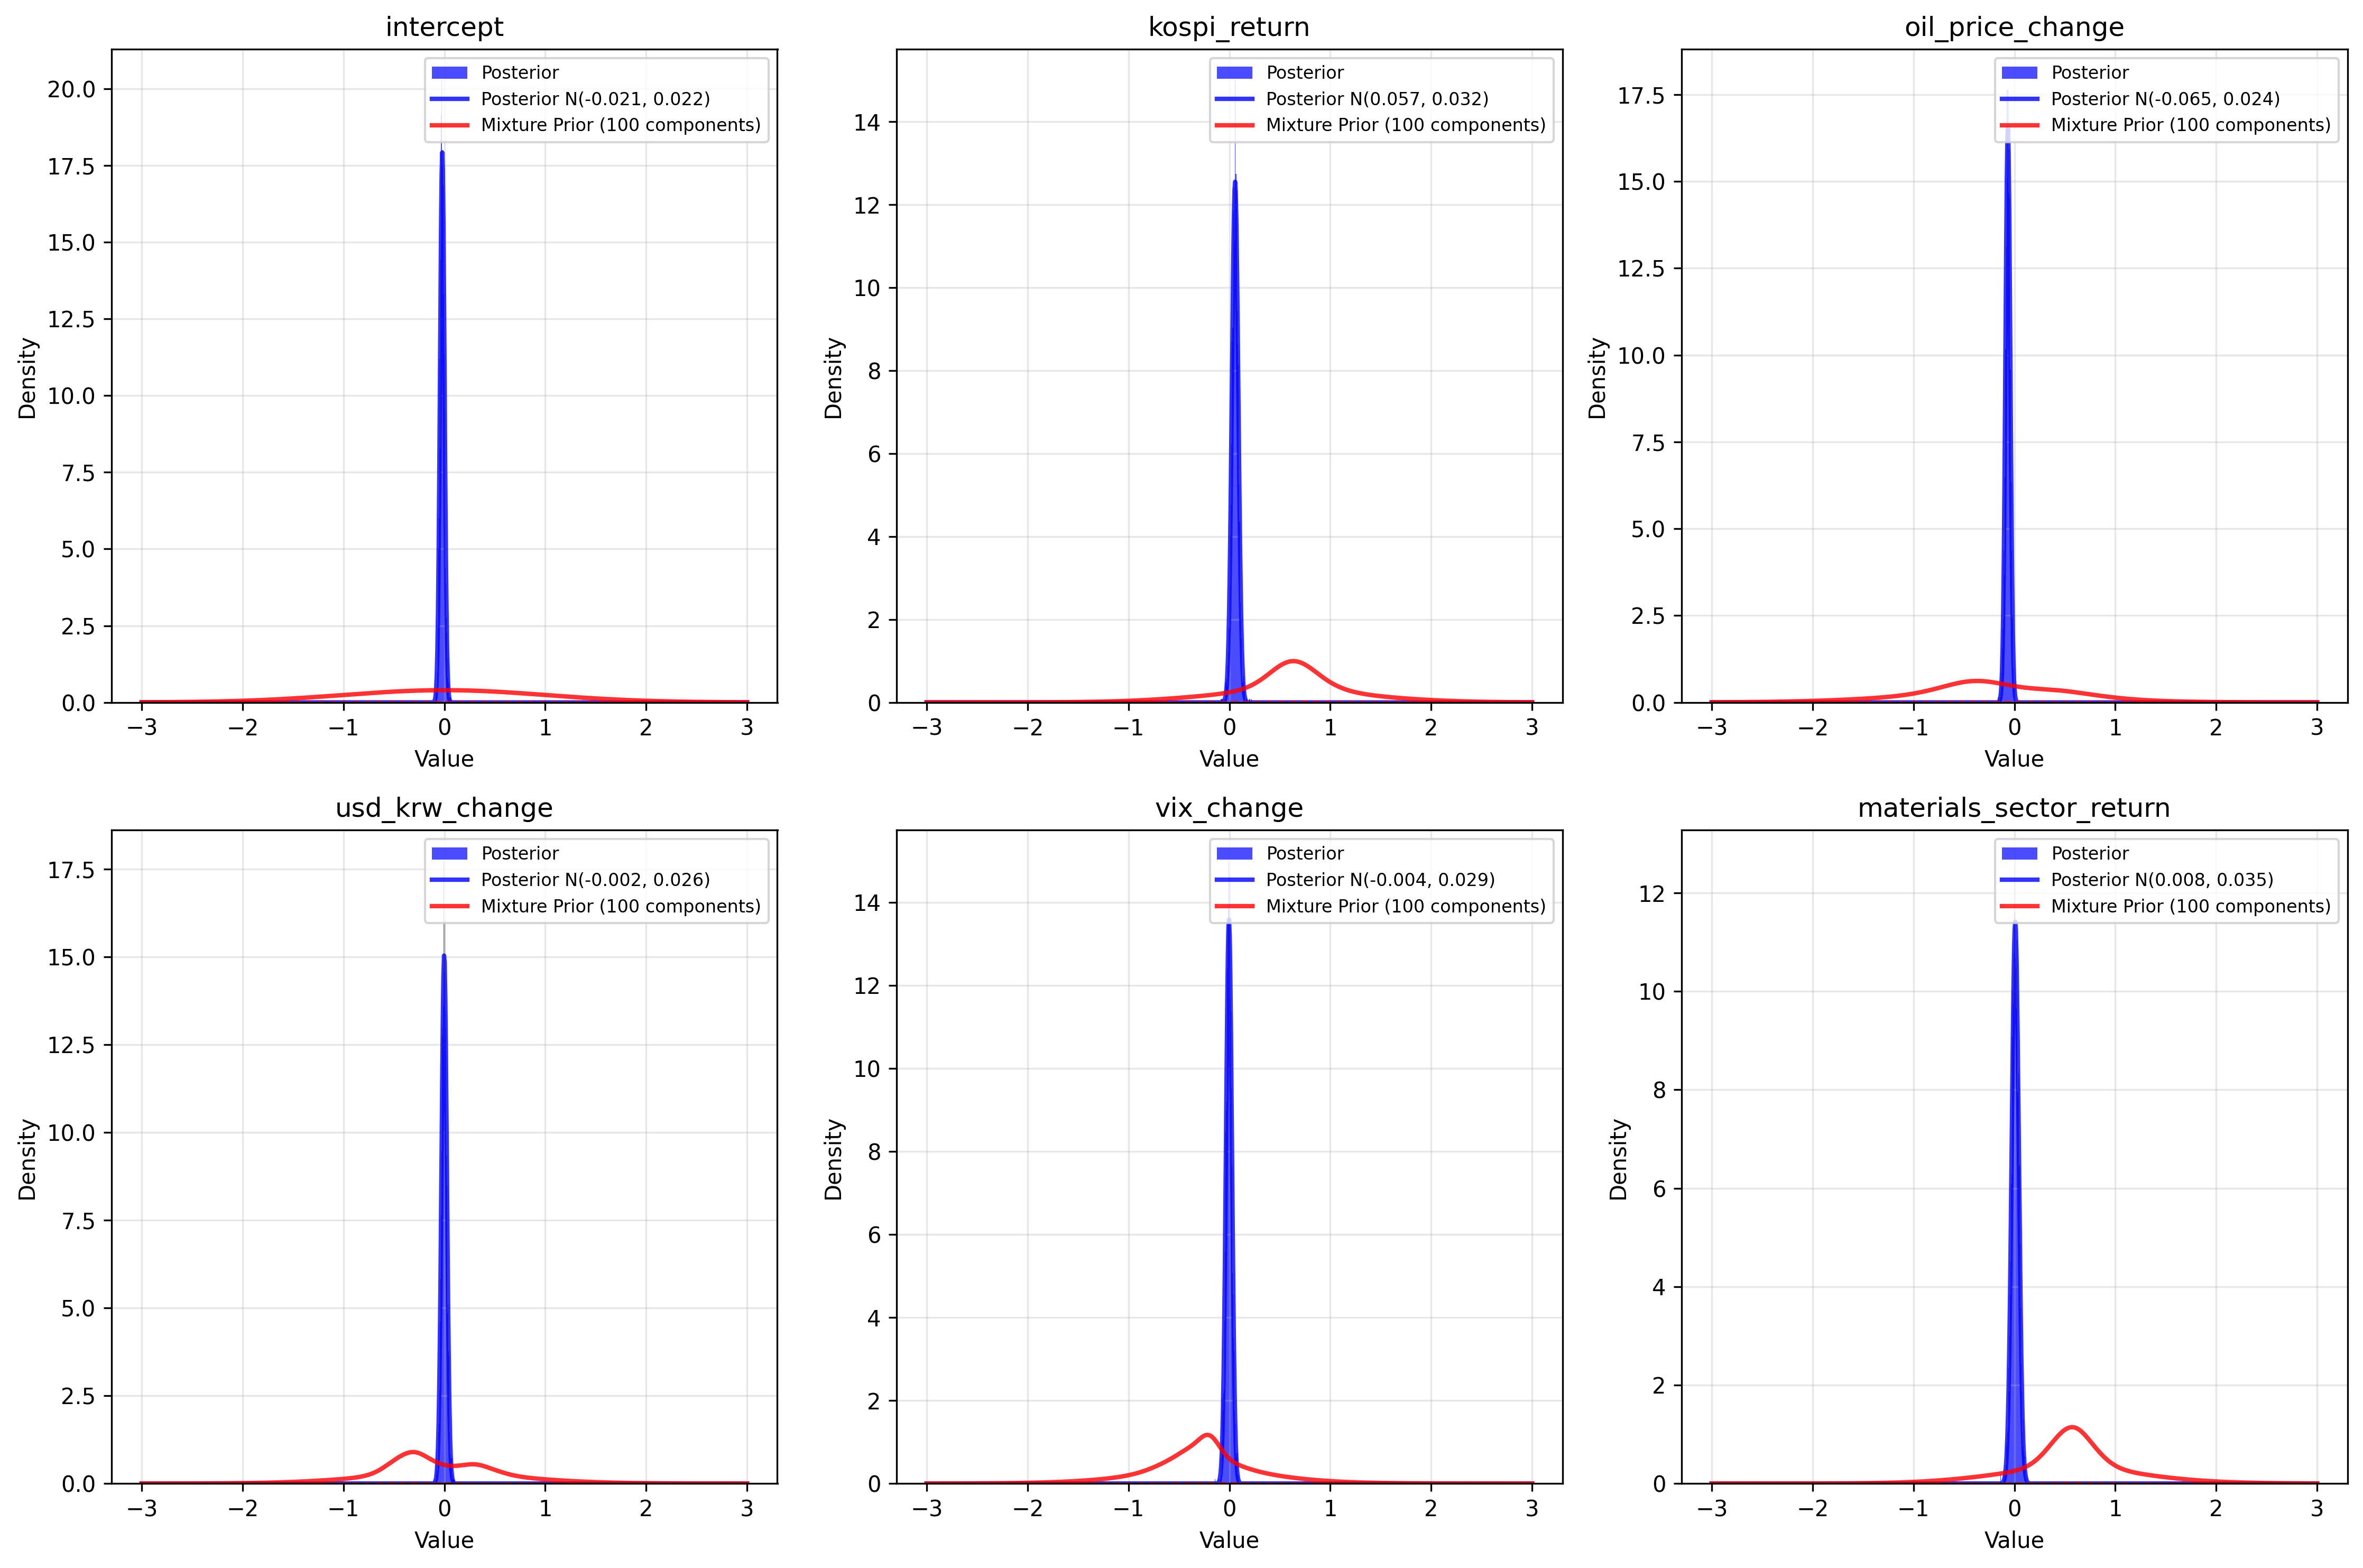 intercept
Density
20.0
17.5
15.0
12.5
10.0
7.5
5.0
2.5
0.0
Posterior
Posterior N(-0.021, 0.022)
Mixture Prior (100 components)
−3 −2 −1 0 1 2 3
Value
kospi_return
Density
14
12
10
8
6
4
2
0
Posterior
Posterior N(0.057, 0.032)
Mixture Prior (100 components)
−3 −2 −1 0 1 2 3
Value
oil_price_change
Density
17.5
15.0
12.5
10.0
7.5
5.0
2.5
0.0
Posterior
Posterior N(-0.065, 0.024)
Mixture Prior (100 components)
−3 −2 −1 0 1 2 3
Value
usd_krw_change
Density
17.5
15.0
12.5
10.0
7.5
5.0
2.5
0.0
Posterior
Posterior N(-0.002, 0.026)
Mixture Prior (100 components)
−3 −2 −1 0 1 2 3
Value
vix_change
Density
14
12
10
8
6
4
2
0
Posterior
Posterior N(-0.004, 0.029)
Mixture Prior (100 components)
−3 −2 −1 0 1 2 3
Value
materials_sector_return
Density
12
10
8
6
4
2
0
Posterior
Posterior N(0.008, 0.035)
Mixture Prior (100 components)
−3 −2 −1 0 1 2 3
Value